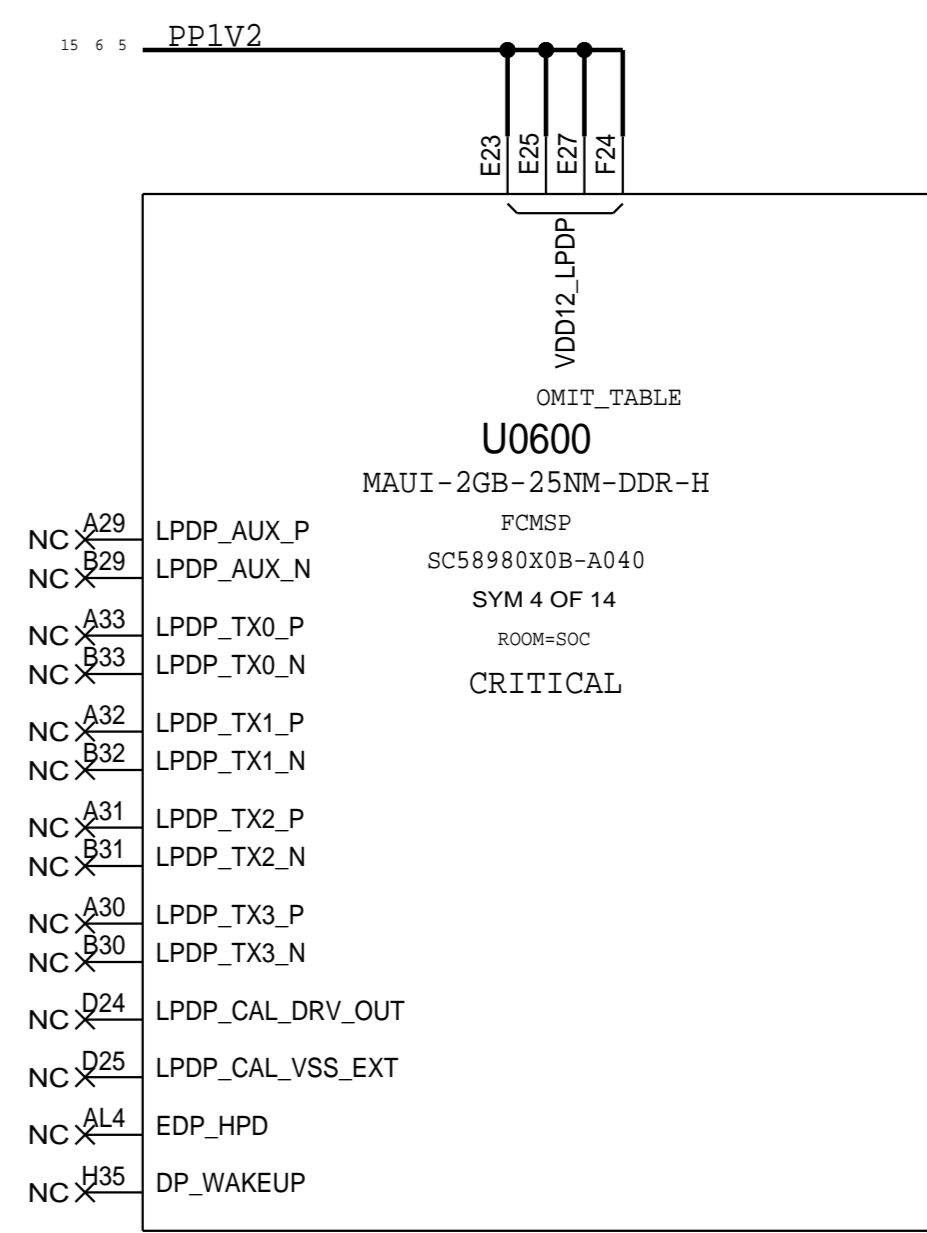 15 6 5 PP1V2
E23 E25 E27 F24
VDD12_LPDP
OMIT_TABLE
U0600
MAUI-2GB-25NM-DDR-H
FCMSP
SC58980X0B-A040
SYM 4 OF 14
ROOM=SOC
CRITICAL
NC A29 LPDP_AUX_P
NC B29 LPDP_AUX_N
NC A33 LPDP_TX0_P
NC B33 LPDP_TX0_N
NC A32 LPDP_TX1_P
NC B32 LPDP_TX1_N
NC A31 LPDP_TX2_P
NC B31 LPDP_TX2_N
NC A30 LPDP_TX3_P
NC B30 LPDP_TX3_N
NC D24 LPDP_CAL_DRV_OUT
NC D25 LPDP_CAL_VSS_EXT
NC AL4 EDP_HPD
NC H35 DP_WAKEUP